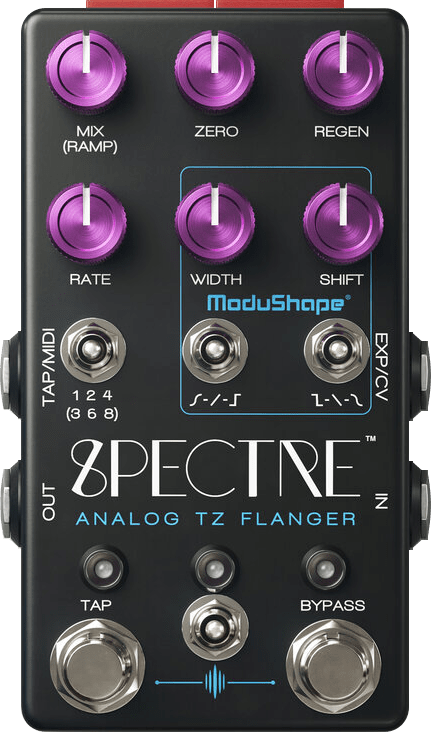 MIX ZERO REGEN
(RAMP)
RATE WIDTH SHIFT
ModuShape®
TAP/MIDI
EXP/CV
1 2 4
(3 6 8)
SPECTRE™
OUT
IN
ANALOG TZ FLANGER
TAP BYPASS